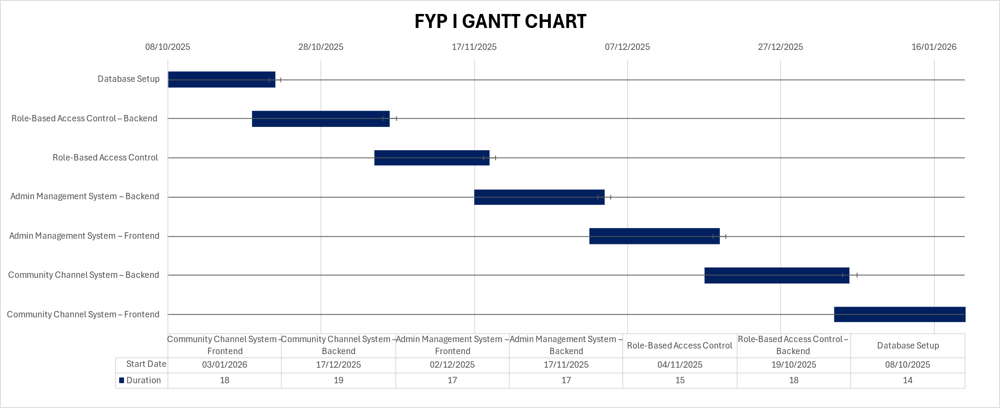 FYP I GANTT CHART
08/10/2025 28/10/2025 17/11/2025 07/12/2025 27/12/2025 16/01/2026
Database Setup
Role-Based Access Control – Backend
Role-Based Access Control
Admin Management System – Backend
Admin Management System – Frontend
Community Channel System – Backend
Community Channel System – Frontend
Community Channel System – Community Channel System – Admin Management System – Admin Management System – Role-Based Access Control Role-Based Access Control – Database Setup
Frontend Backend Frontend Backend Backend
Start Date 03/01/2026 17/12/2025 02/12/2025 17/11/2025 04/11/2025 19/10/2025 08/10/2025
Duration 18 19 17 17 15 18 14